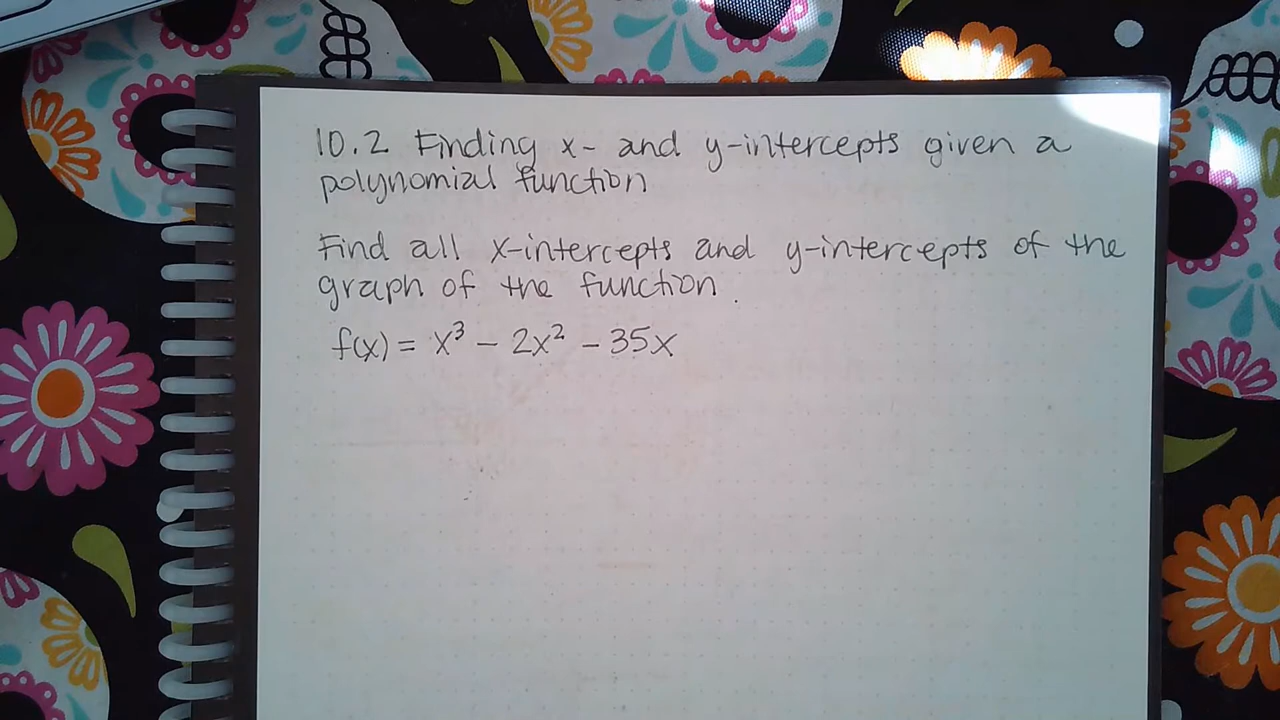 10.2 Finding x- and y-intercepts given a
polynomial function
Find all x-intercepts and y-intercepts of the
graph of the function.
f(x) = x³ - 2x² - 35x